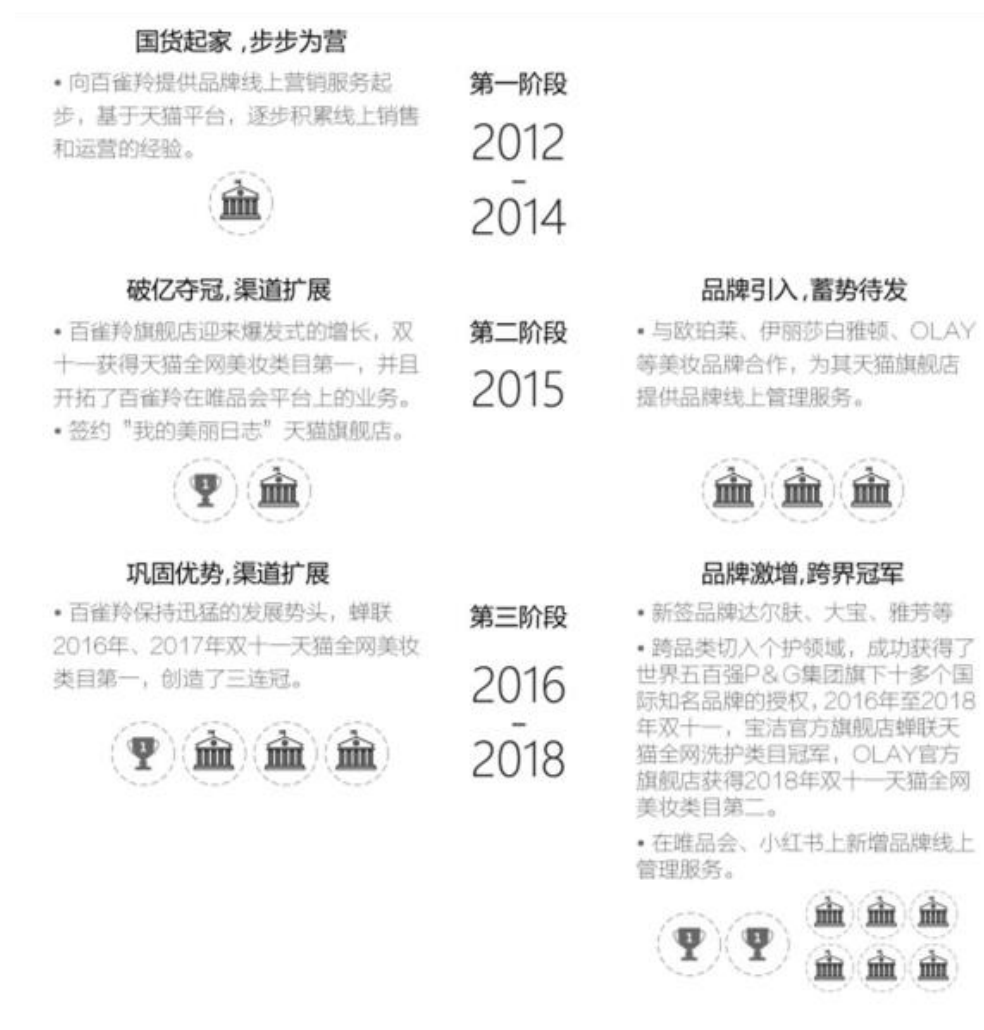 国货起家,步步为营
• 向百雀羚提供品牌线上营销服务起
步，基于天猫平台，逐步积累线上销售
和运营的经验。
第一阶段
2012
-
2014
破亿夺冠,渠道扩展
• 百雀羚旗舰店迎来爆发式的增长，双
十一获得天猫全网美妆类目第一，并且
开拓了百雀羚在唯品会平台上的业务。
• 签约“我的美丽日志”天猫旗舰店。
1
第二阶段
2015
品牌引入,蓄势待发
• 与欧珀莱、伊丽莎白雅顿、OLAY
等美妆品牌合作，为其天猫旗舰店
提供品牌线上管理服务。
巩固优势,渠道扩展
• 百雀羚保持迅猛的发展势头，蝉联
2016年、2017年双十一天猫全网美妆
类目第一，创造了三连冠。
1
第三阶段
2016
-
2018
品牌激增,跨界冠军
• 新签品牌达尔肤、大宝、雅芳等
• 跨品类切入个护领域，成功获得了
世界五百强P&G集团旗下十多个国
际知名品牌的授权，2016年至2018
年双十一，宝洁官方旗舰店蝉联天
猫全网洗护类目冠军，OLAY官方
旗舰店获得2018年双十一天猫全网
美妆类目第二。
• 在唯品会、小红书上新增品牌线上
管理服务。
1
1